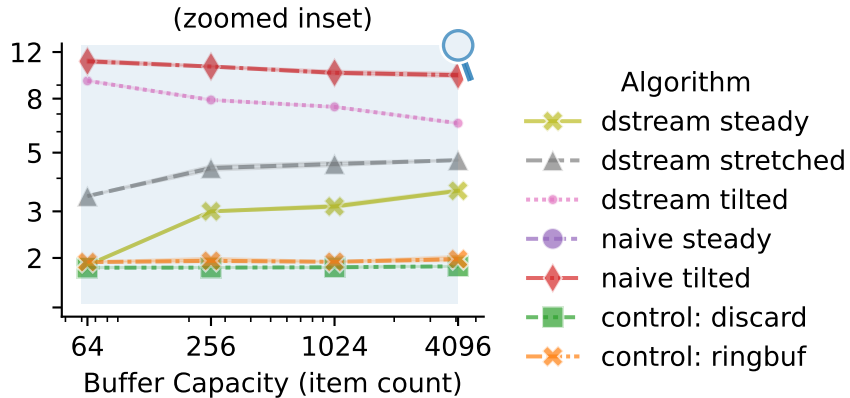 (zoomed inset)
12
8
5
3
2
64 256 1024 4096
Buffer Capacity (item count)
Algorithm
dstream steady
dstream stretched
dstream tilted
naive steady
naive tilted
control: discard
control: ringbuf